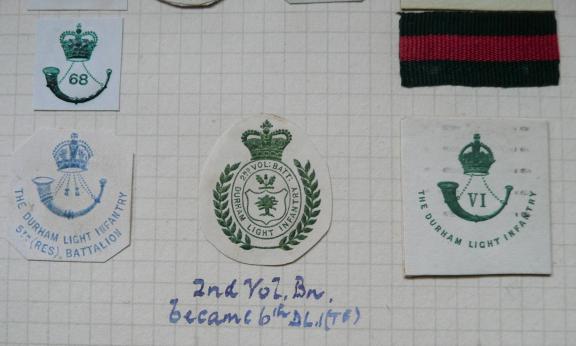 68
THE DURHAM LIGHT INFANTRY
5TH (RES). BATTALION
2ND VOL: BATT:
DURHAM LIGHT INFANTRY
VI
THE DURHAM LIGHT INFANTRY
2nd Vol. Bn.
became 6th D.L.I (TF)